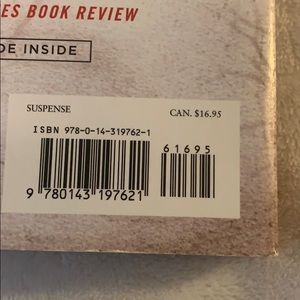 ES BOOK REVIEW
DE INSIDE
SUSPENSE CAN. $16.95
ISBN 978-0-14-319762-1
61695
9 780143 197621